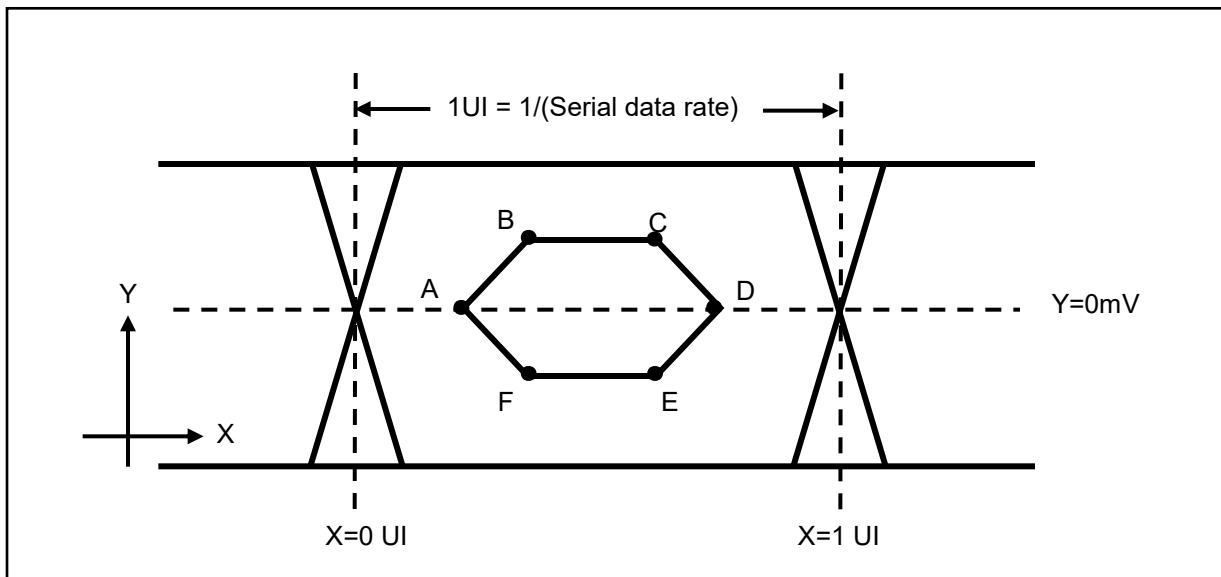 1UI = 1/(Serial data rate)
B
C
A
D
Y
Y=0mV
F
E
X
X=0 UI
X=1 UI